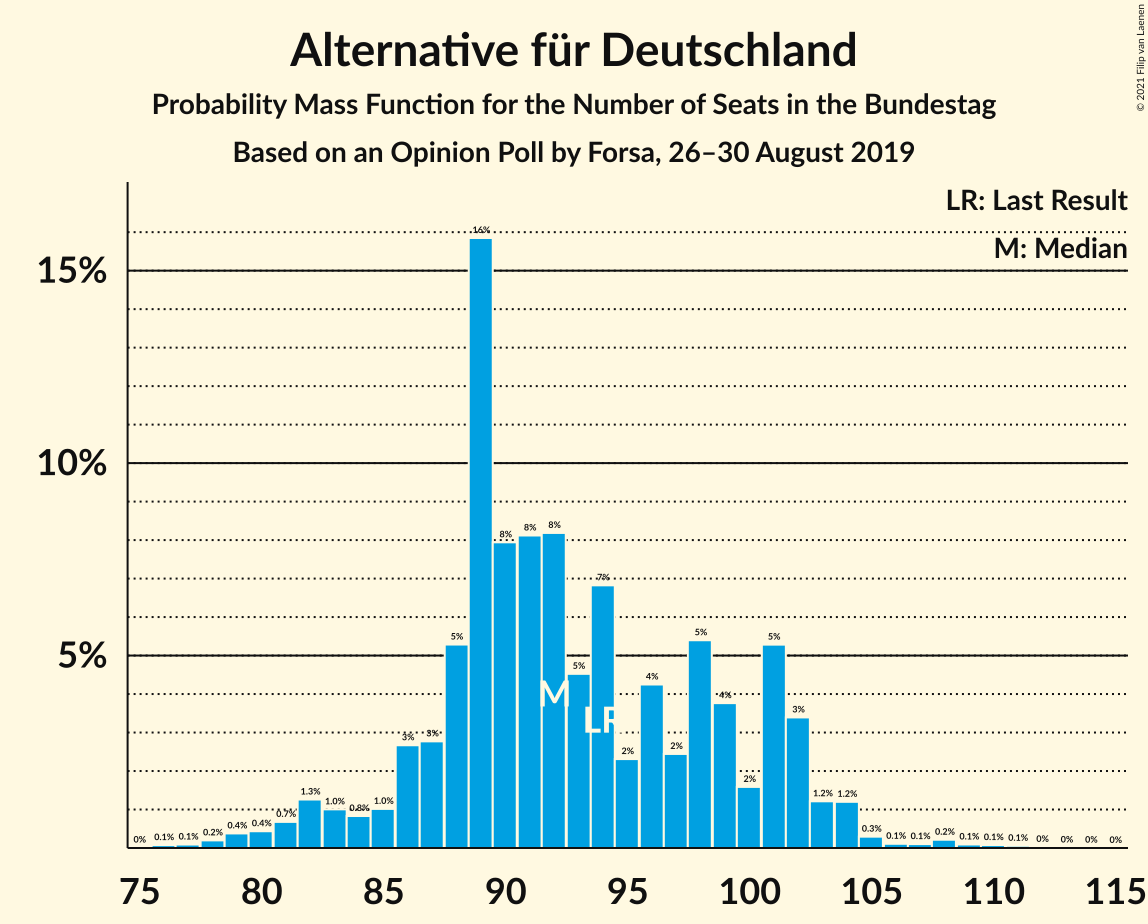 Alternative für Deutschland
Probability Mass Function for the Number of Seats in the Bundestag
Based on an Opinion Poll by Forsa, 26–30 August 2019
© 2021 Filip van Laenen
LR: Last Result
M: Median
15%
10%
5%
0% 0.1% 0.1% 0.2% 0.4% 0.4% 0.7% 1.3% 1.0% 0.8% 1.0% 3% 3% 5% 16% 8% 8% 8% 5% 7% 2% 4% 2% 5% 4% 2% 5% 3% 1.2% 1.2% 0.3% 0.1% 0.1% 0.2% 0.1% 0.1% 0.1% 0% 0% 0% 0%
M
LR
75 80 85 90 95 100 105 110 115